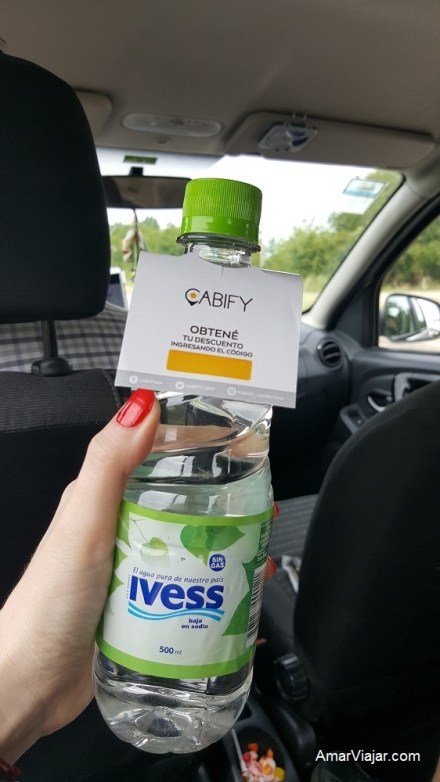 CABIFY
OBTENÉ
TU DESCUENTO
INGRESANDO EL CÓDIGO
SIN
GAS
El agua pura de nuestro país
Ivess
baja
en sodio
500 ml
AmarViajar.com